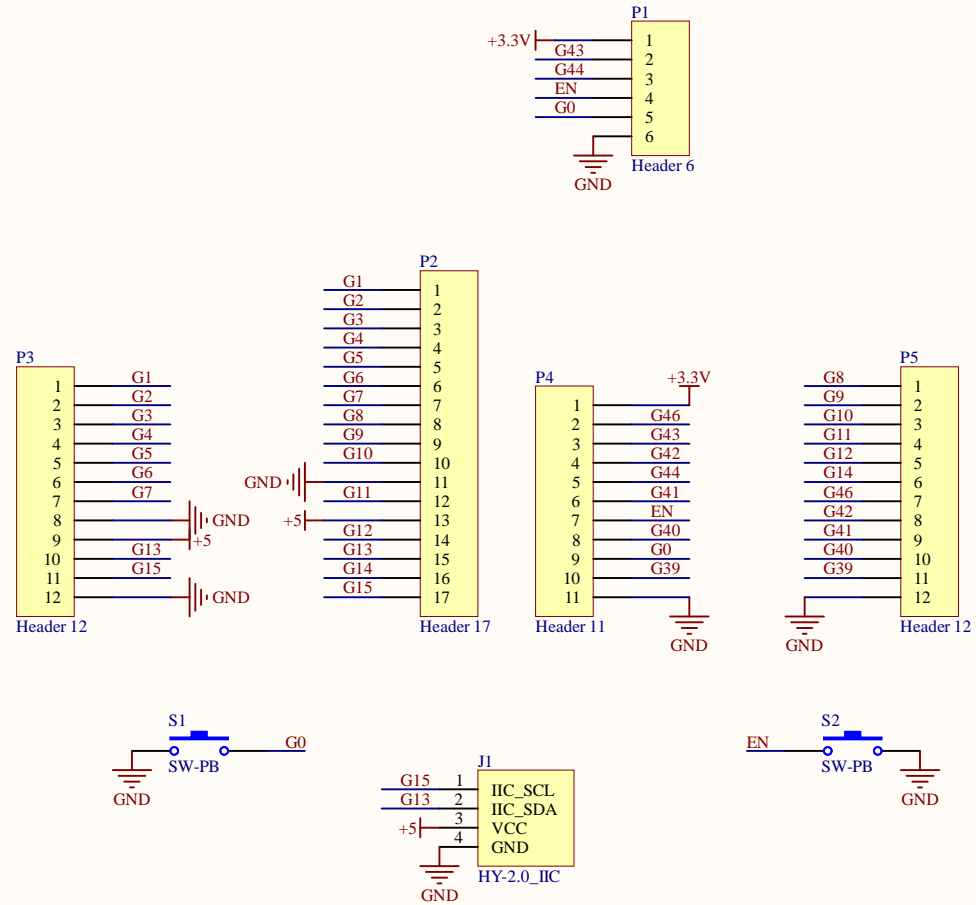 P1
+3.3V 1
G43 2
G44 3
EN 4
G0 5
6
GND
Header 6
P2
G1 1
G2 2
G3 3
G4 4
G5 5
G6 6
G7 7
G8 8
G9 9
G10 10
GND 11
G11 12
+5 13
G12 14
G13 15
G14 16
G15 17
Header 17
P3
1 G1
2 G2
3 G3
4 G4
5 G5
6 G6
7 G7
8 GND
9 +5
10 G13
11 G15
12 GND
Header 12
P4
1 +3.3V
2 G46
3 G43
4 G42
5 G44
6 G41
7 EN
8 G40
9 G0
10 G39
11
GND
Header 11
P5
G8 1
G9 2
G10 3
G11 4
G12 5
G14 6
G46 7
G42 8
G41 9
G40 10
G39 11
12
GND
Header 12
S1
G0
SW-PB
GND
S2
EN
SW-PB
GND
J1
G15 1 IIC_SCL
G13 2 IIC_SDA
+5 3 VCC
4 GND
GND
HY-2.0_IIC